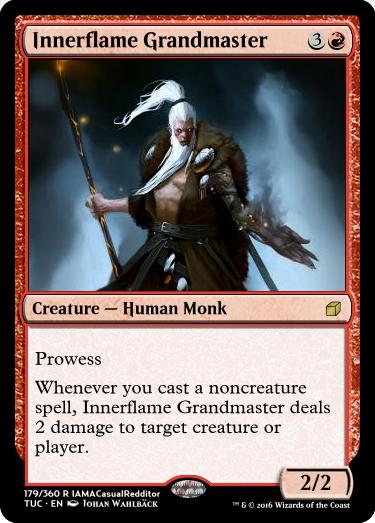 Innerflame Grandmaster 3
Creature — Human Monk
Prowess
Whenever you cast a noncreature
spell, Innerflame Grandmaster deals
2 damage to target creature or
player.
2/2
179/360 R IAMACasualRedditor
TUC • EN Johan Wahlbäck
™ & © 2016 Wizards of the Coast